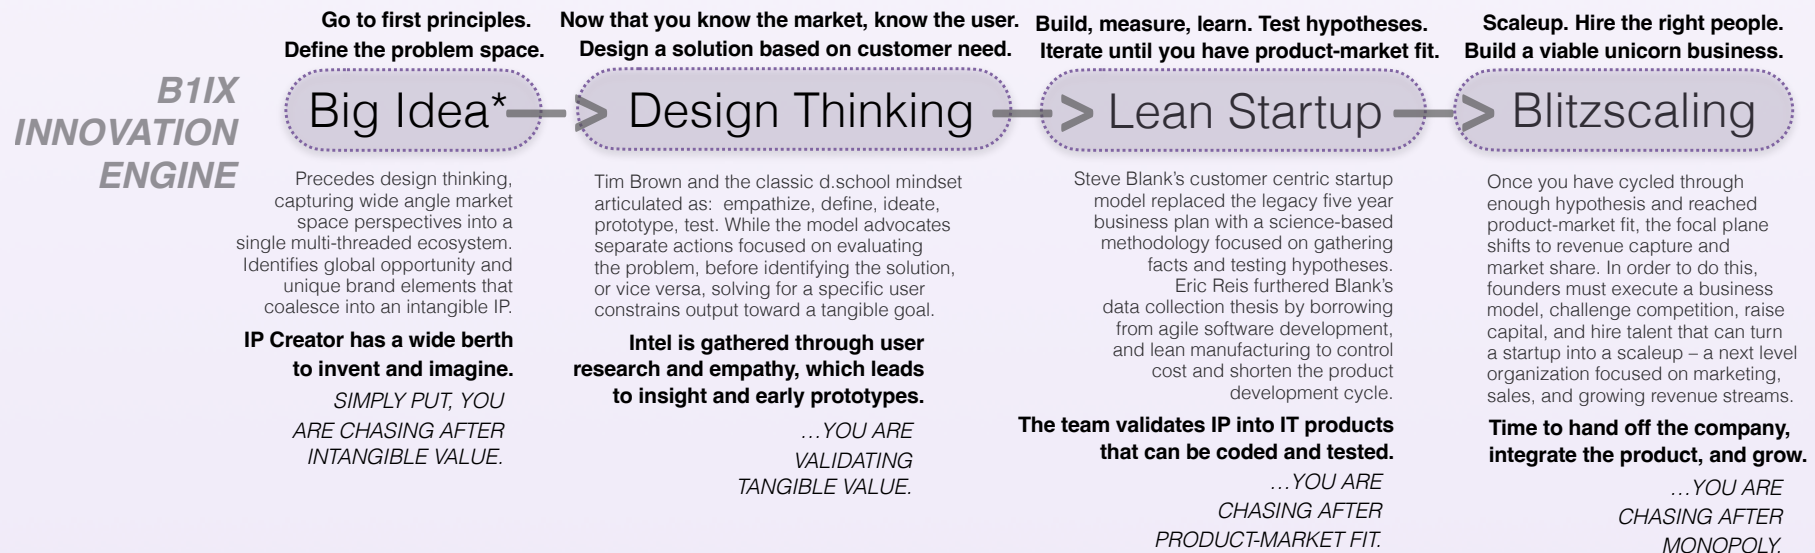 B1IX
INNOVATION
ENGINE
Go to first principles.
Define the problem space.
Big Idea*
Precedes design thinking,
capturing wide angle market
space perspectives into a
single multi-threaded ecosystem.
Identifies global opportunity and
unique brand elements that
coalesce into an intangible IP.
IP Creator has a wide berth
to invent and imagine.
SIMPLY PUT, YOU
ARE CHASING AFTER
INTANGIBLE VALUE.
>
Now that you know the market, know the user.
Design a solution based on customer need.
Design Thinking
Tim Brown and the classic d.school mindset
articulated as:  empathize, define, ideate,
prototype, test. While the model advocates
separate actions focused on evaluating
the problem, before identifying the solution,
or vice versa, solving for a specific user
constrains output toward a tangible goal.
Intel is gathered through user
research and empathy, which leads
to insight and early prototypes.
…YOU ARE
VALIDATING
TANGIBLE VALUE.
>
Build, measure, learn. Test hypotheses.
Iterate until you have product-market fit.
Lean Startup
Steve Blank’s customer centric startup
model replaced the legacy five year
business plan with a science-based
methodology focused on gathering
facts and testing hypotheses.
Eric Reis furthered Blank’s
data collection thesis by borrowing
from agile software development,
and lean manufacturing to control
cost and shorten the product
development cycle.
The team validates IP into IT products
that can be coded and tested.
…YOU ARE
CHASING AFTER
PRODUCT-MARKET FIT.
>
Scaleup. Hire the right people.
Build a viable unicorn business.
Blitzscaling
Once you have cycled through
enough hypothesis and reached
product-market fit, the focal plane
shifts to revenue capture and
market share. In order to do this,
founders must execute a business
model, challenge competition, raise
capital, and hire talent that can turn
a startup into a scaleup – a next level
organization focused on marketing,
sales, and growing revenue streams.
Time to hand off the company,
integrate the product, and grow.
…YOU ARE
CHASING AFTER
MONOPOLY.